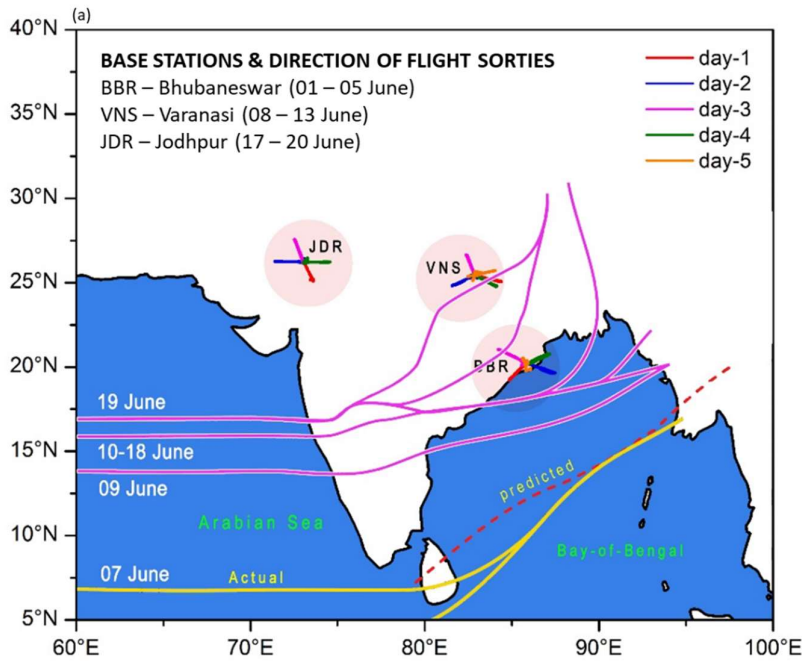 (a)
40°N
35°N
30°N
25°N
20°N
15°N
10°N
5°N
BASE STATIONS & DIRECTION OF FLIGHT SORTIES
BBR – Bhubaneswar (01 – 05 June)
VNS – Varanasi (08 – 13 June)
JDR – Jodhpur (17 – 20 June)
day-1
day-2
day-3
day-4
day-5
JDR
VNS
BBR
19 June
10-18 June
09 June
predicted
Arabian Sea
Bay-of-Bengal
07 June
Actual
60°E
70°E
80°E
90°E
100°E